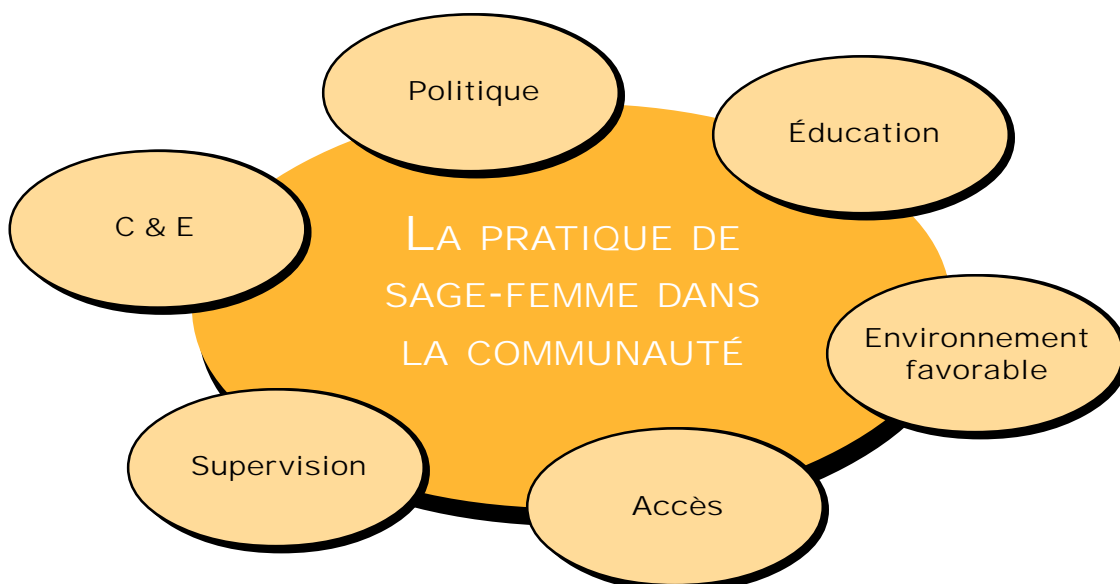 Politique
Éducation
C & E
LA PRATIQUE DE
SAGE-FEMME DANS
LA COMMUNAUTÉ
Environnement
favorable
Supervision
Accès